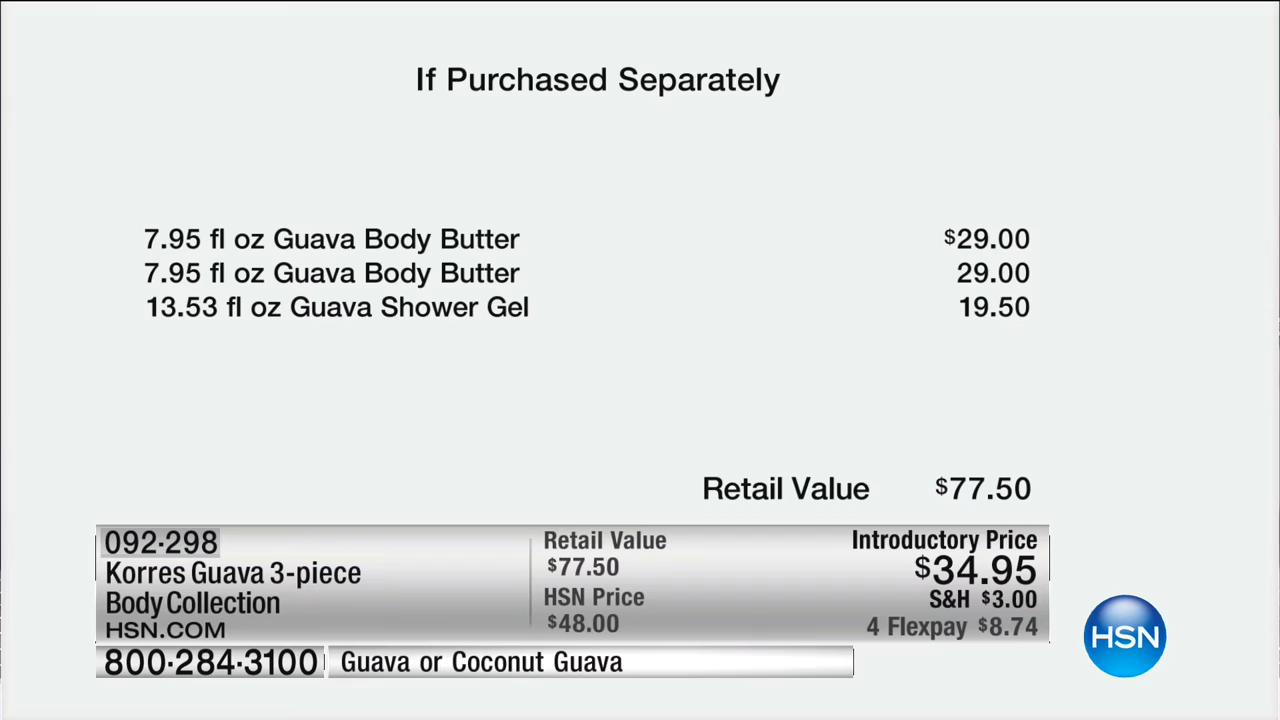 If Purchased Separately
7.95 fl oz Guava Body Butter $29.00
7.95 fl oz Guava Body Butter 29.00
13.53 fl oz Guava Shower Gel 19.50
Retail Value $77.50
092-298
Korres Guava 3-piece
Body Collection
HSN.COM
Retail Value
$77.50
HSN Price
$48.00
Introductory Price
$34.95
S&H $3.00
4 Flexpay $8.74
800·284·3100
Guava or Coconut Guava
HSN